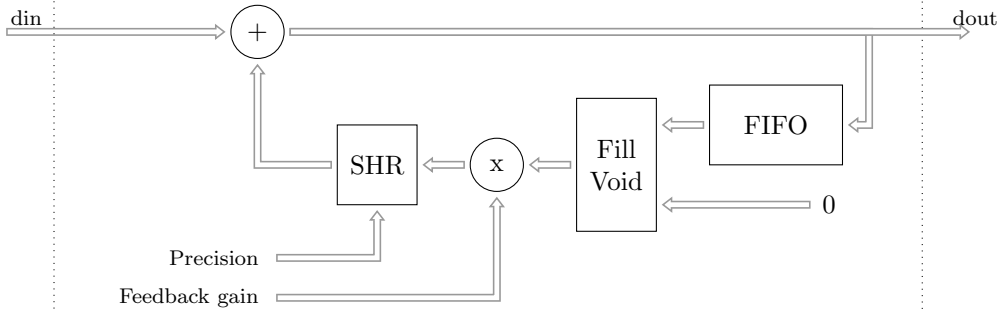 din
dout
+
FIFO
SHR
x
Fill
Void
0
Precision
Feedback gain